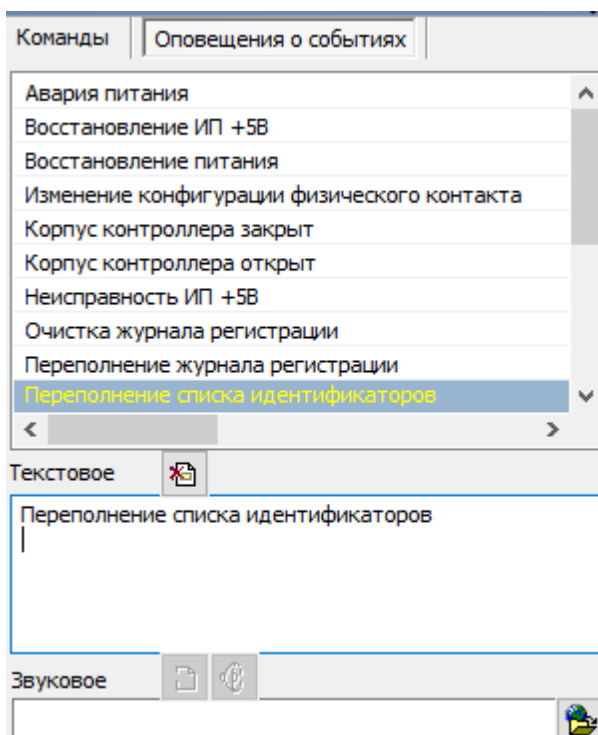 Команды
Оповещения о событиях
Авария питания
Восстановление ИП +5В
Восстановление питания
Изменение конфигурации физического контакта
Корпус контроллера закрыт
Корпус контроллера открыт
Неисправность ИП +5В
Очистка журнала регистрации
Переполнение журнала регистрации
Переполнение списка идентификаторов
Текстовое
Переполнение списка идентификаторов
Звуковое